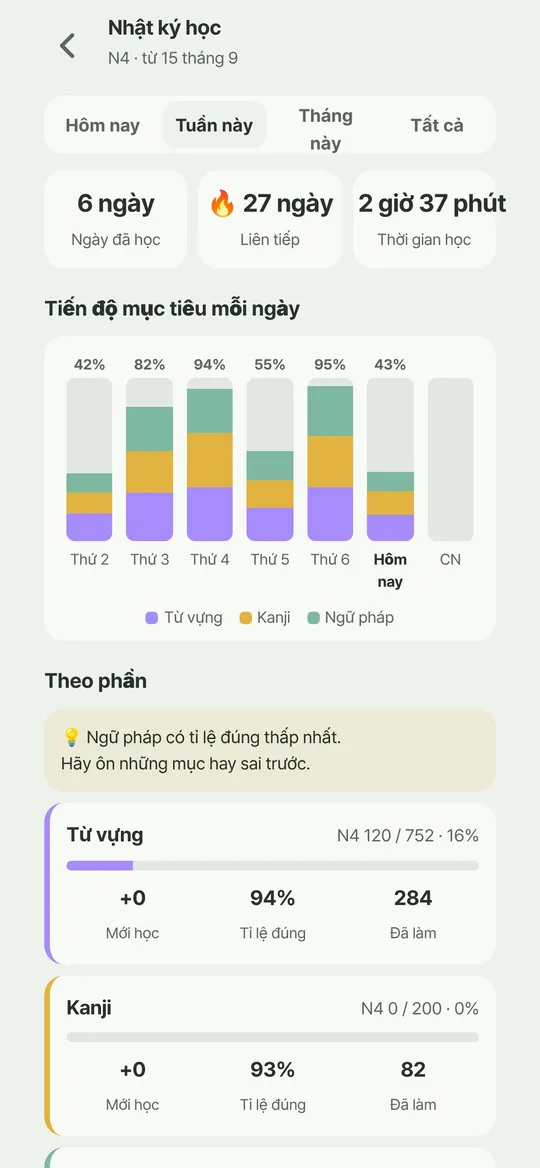 Nhật ký học
N4 · từ 15 tháng 9
Hôm nay
Tuần này
Tháng
này
Tất cả
6 ngày
Ngày đã học
🔥 27 ngày
Liên tiếp
2 giờ 37 phút
Thời gian học
Tiến độ mục tiêu mỗi ngày
42% 82% 94% 55% 95% 43%
Thứ 2 Thứ 3 Thứ 4 Thứ 5 Thứ 6 Hôm nay CN
Từ vựng Kanji Ngữ pháp
Theo phần
💡 Ngữ pháp có tỉ lệ đúng thấp nhất.
Hãy ôn những mục hay sai trước.
Từ vựng N4 120 / 752 · 16%
+0 94% 284
Mới học Tỉ lệ đúng Đã làm
Kanji N4 0 / 200 · 0%
+0 93% 82
Mới học Tỉ lệ đúng Đã làm